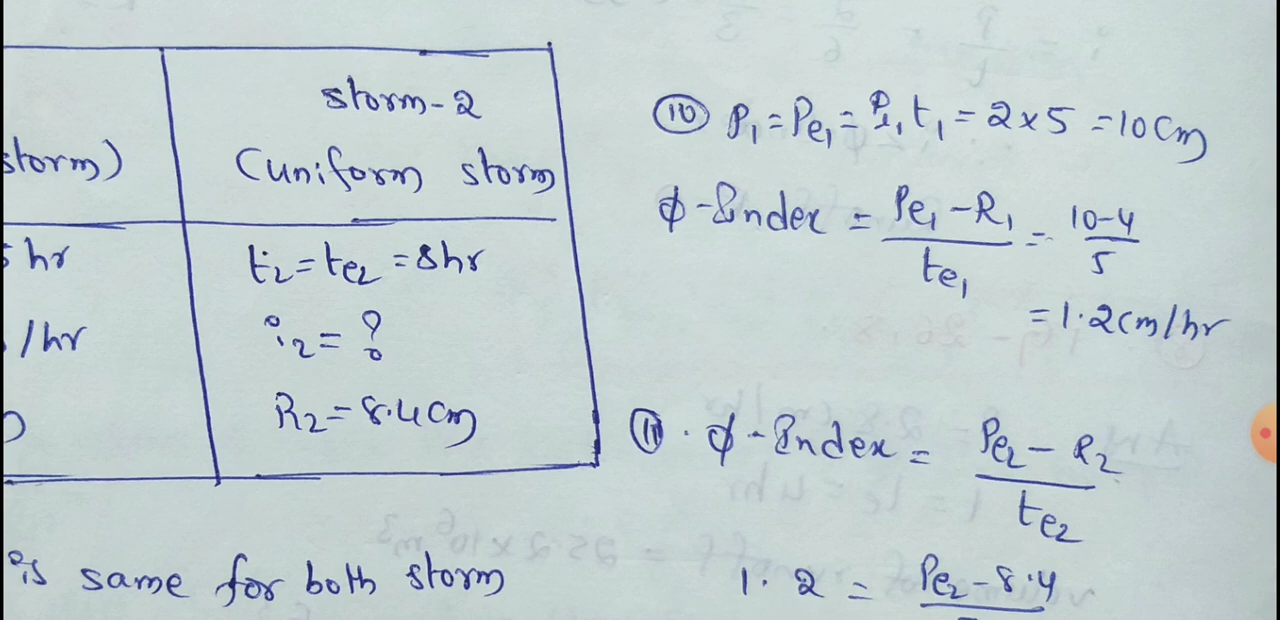 storm-2
storm)
(uniform storm
hr
t2=te2=8hr
/hr
i2=?
R2=8.4cm
is same for both storm
10 P1=Pe1=i1t1=2×5=10cm
φ-Index = Pe1-R1/te1 = 10-4/5
=1.2cm/hr
11. φ-Index = Pe2-R2/te2
1.2 = Pe2-8.4